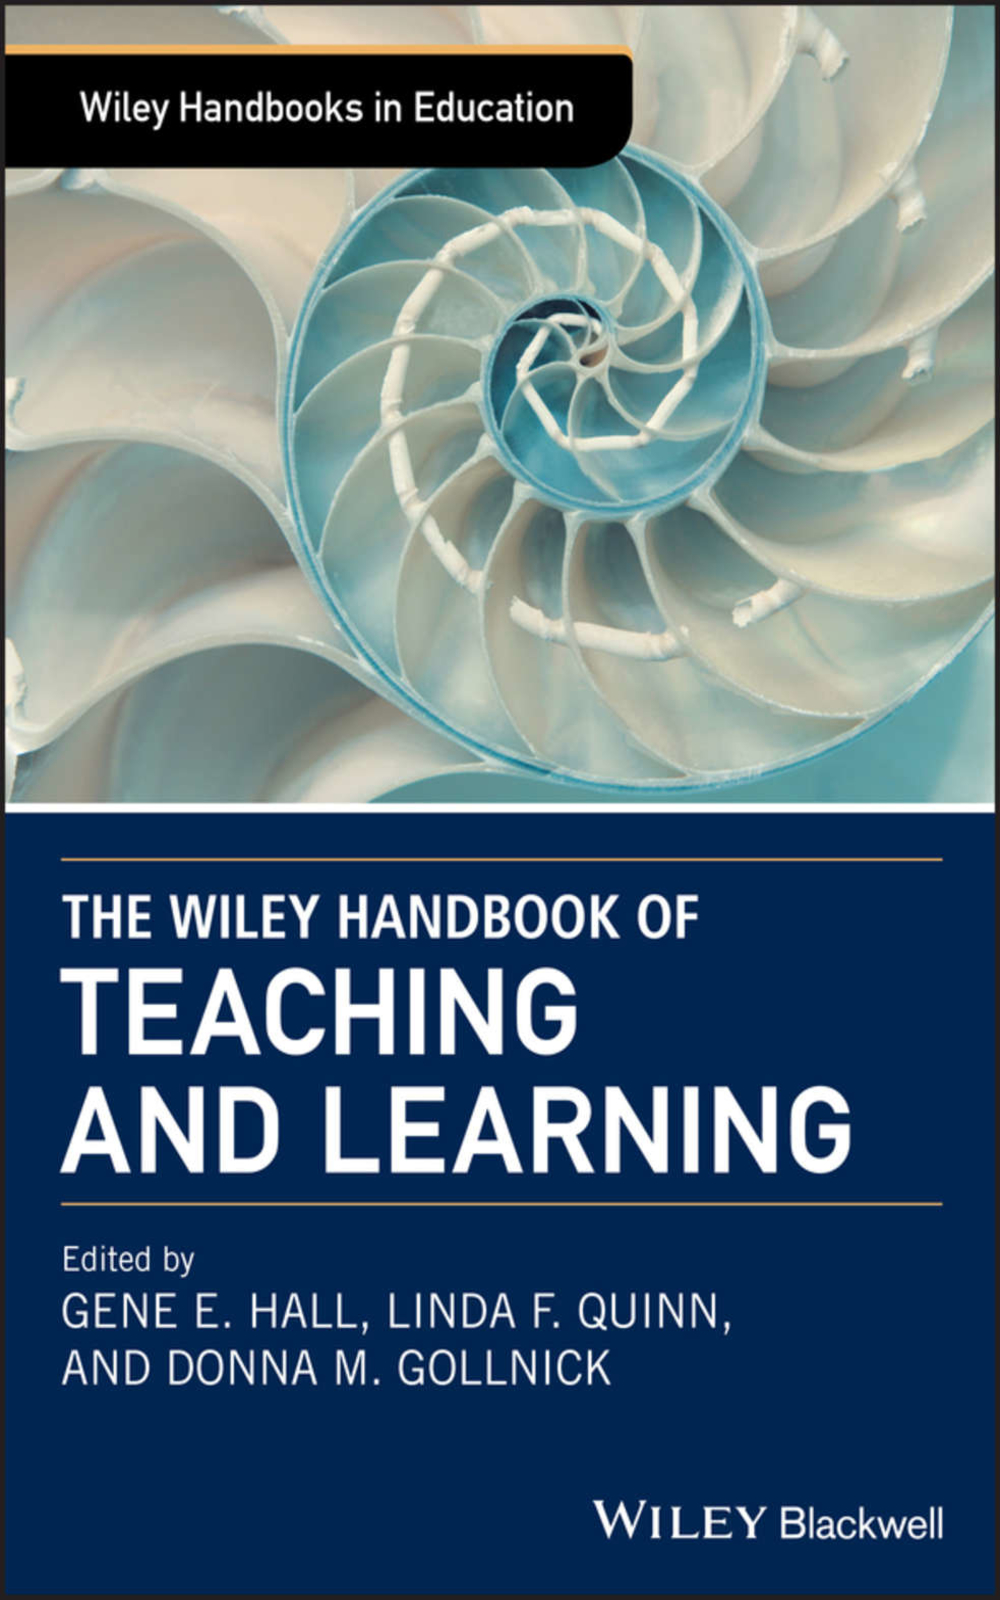 Wiley Handbooks in Education
THE WILEY HANDBOOK OF
TEACHING
AND LEARNING
Edited by
GENE E. HALL, LINDA F. QUINN,
AND DONNA M. GOLLNICK
WILEY Blackwell